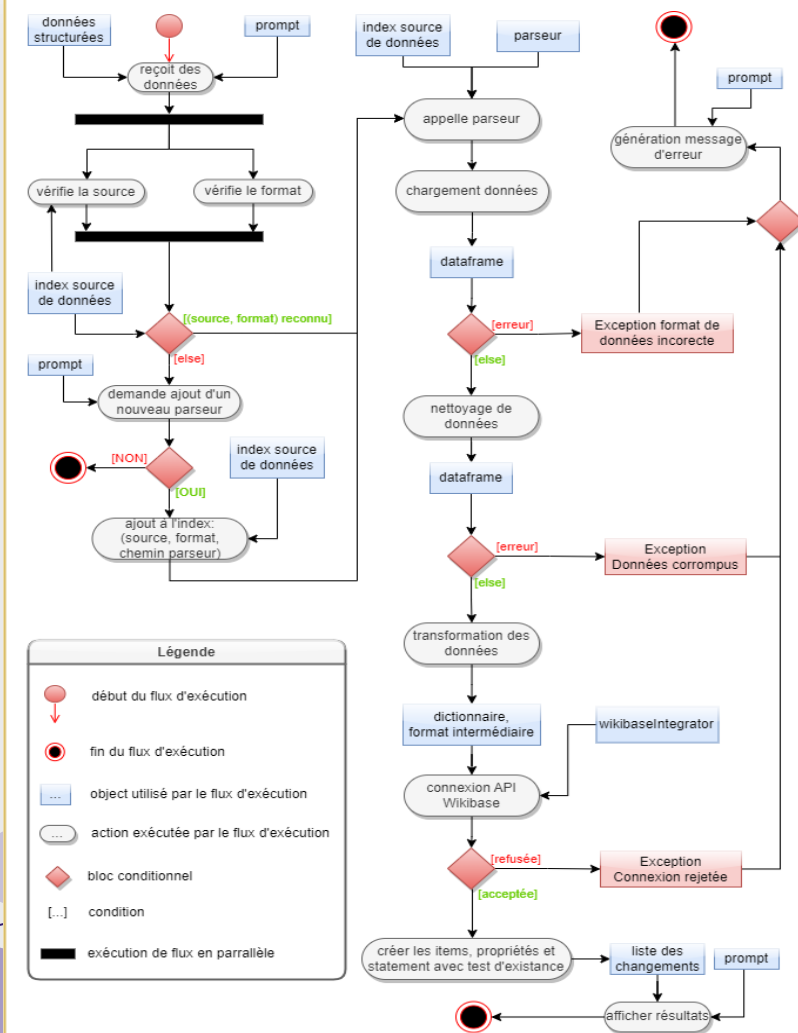 données
structurées
prompt
reçoit des
données
vérifie la source
vérifie le format
index source
de données
[(source, format) reconnu]
[else]
prompt
demande ajout d'un
nouveau parseur
[NON]
[OUI]
index source
de données
ajout à l'index:
(source, format,
chemin parseur)
index source
de données
parseur
appelle parseur
chargement données
dataframe
[erreur]
[else]
Exception format de
données incorecte
nettoyage de
données
dataframe
[erreur]
[else]
Exception
Données corrompus
transformation des
données
dictionnaire,
format intermédiaire
wikibaseIntegrator
connexion API
Wikibase
[refusée]
[acceptée]
Exception
Connexion rejetée
créer les items, propriétés et
statement avec test d'existance
liste des
changements
prompt
afficher résultats
prompt
génération message
d'erreur
Légende
début du flux d'exécution
fin du flux d'exécution
... object utilisé par le flux d'exécution
... action exécutée par le flux d'exécution
bloc conditionnel
[...] condition
exécution de flux en parrallèle